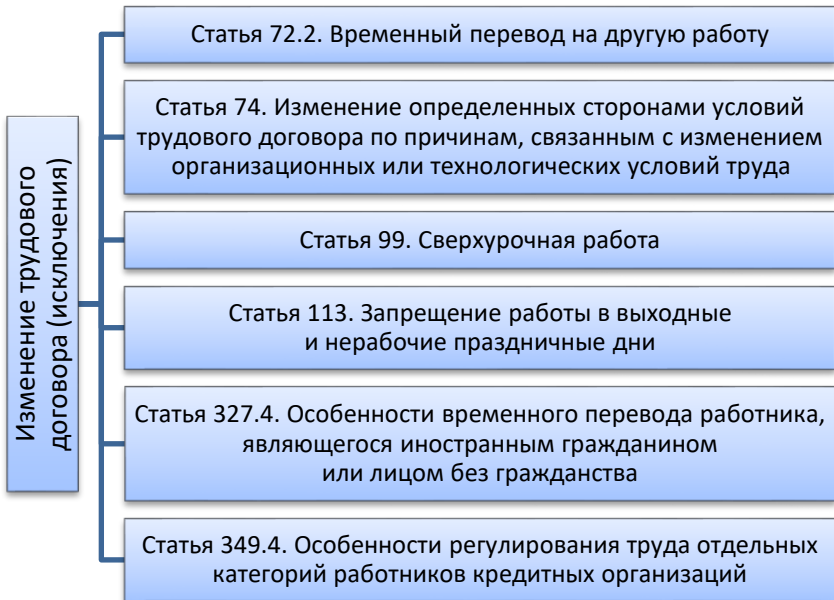 Изменение трудового
договора (исключения)
Статья 72.2. Временный перевод на другую работу
Статья 74. Изменение определенных сторонами условий
трудового договора по причинам, связанным с изменением
организационных или технологических условий труда
Статья 99. Сверхурочная работа
Статья 113. Запрещение работы в выходные
и нерабочие праздничные дни
Статья 327.4. Особенности временного перевода работника,
являющегося иностранным гражданином
или лицом без гражданства
Статья 349.4. Особенности регулирования труда отдельных
категорий работников кредитных организаций